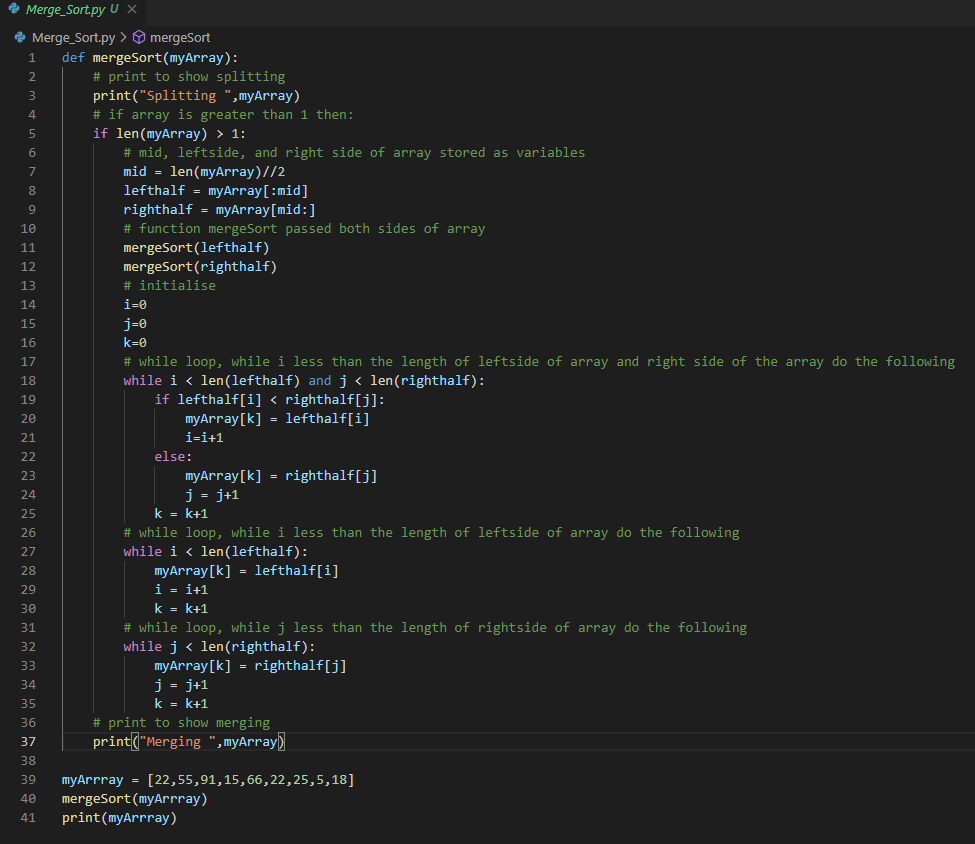 Merge_Sort.py U ×
Merge_Sort.py > mergeSort
1 def mergeSort(myArray):
2     # print to show splitting
3     print("Splitting ",myArray)
4     # if array is greater than 1 then:
5     if len(myArray) > 1:
6         # mid, leftside, and right side of array stored as variables
7         mid = len(myArray)//2
8         lefthalf = myArray[:mid]
9         righthalf = myArray[mid:]
10         # function mergeSort passed both sides of array
11         mergeSort(lefthalf)
12         mergeSort(righthalf)
13         # initialise
14         i=0
15         j=0
16         k=0
17         # while loop, while i less than the length of leftside of array and right side of the array do the following
18         while i < len(lefthalf) and j < len(righthalf):
19             if lefthalf[i] < righthalf[j]:
20                 myArray[k] = lefthalf[i]
21                 i=i+1
22             else:
23                 myArray[k] = righthalf[j]
24                 j = j+1
25             k = k+1
26         # while loop, while i less than the length of leftside of array do the following
27         while i < len(lefthalf):
28             myArray[k] = lefthalf[i]
29             i = i+1
30             k = k+1
31         # while loop, while j less than the length of rightside of array do the following
32         while j < len(righthalf):
33             myArray[k] = righthalf[j]
34             j = j+1
35             k = k+1
36     # print to show merging
37     print("Merging ",myArray)
38
39 myArrray = [22,55,91,15,66,22,25,5,18]
40 mergeSort(myArrray)
41 print(myArrray)